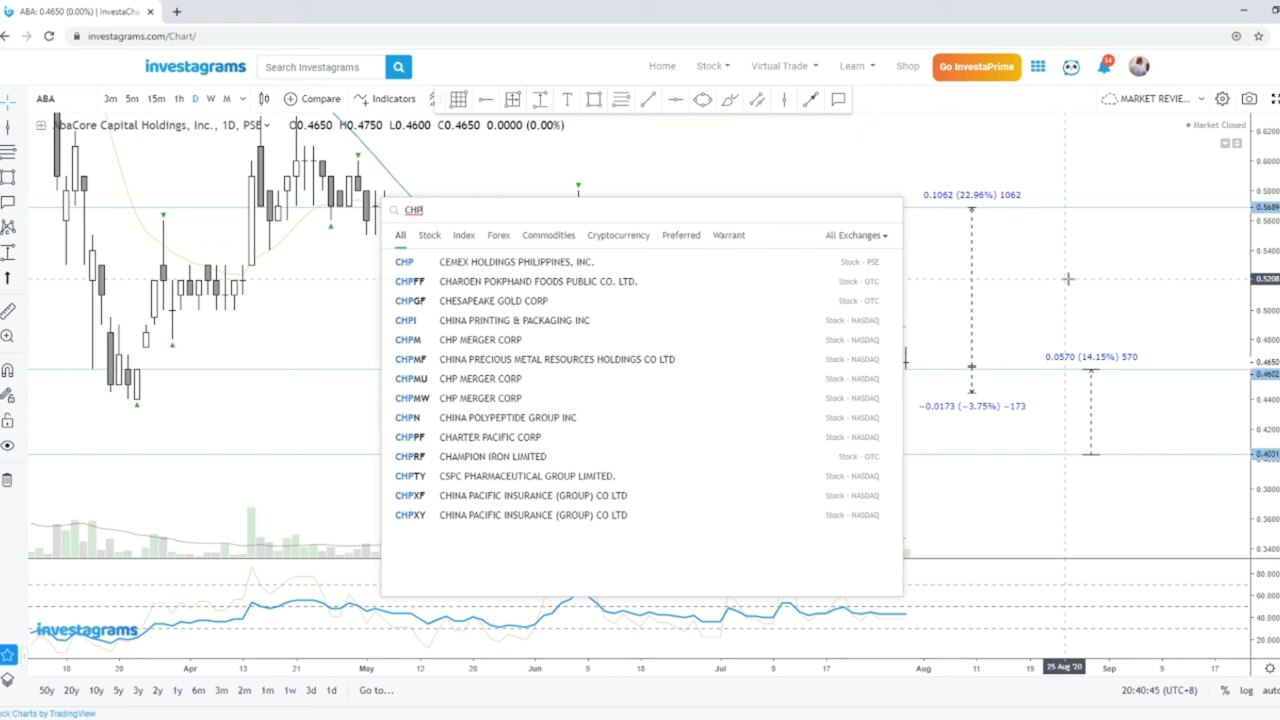 ABA: 0.4650 (0.00%) | InvestaCha
investagrams.com/Chart/
investagrams
Search Investagrams
Home
Stock
Virtual Trade
Learn
Shop
Go InvestaPrime
14
ABA
3m 5m 15m 1h D W M
Compare
Indicators
MARKET REVIE...
AbaCore Capital Holdings, Inc., 1D, PSE
O0.4650 H0.4750 L0.4600 C0.4650 0.0000 (0.00%)
Market Closed
CHP
All Stock Index Forex Commodities Cryptocurrency Preferred Warrant
All Exchanges
CHP CEMEX HOLDINGS PHILIPPINES, INC. Stock - PSE
CHPFF CHAROEN POKPHAND FOODS PUBLIC CO. LTD. Stock - OTC
CHPGF CHESAPEAKE GOLD CORP Stock - OTC
CHPI CHINA PRINTING & PACKAGING INC Stock - NASDAQ
CHPM CHP MERGER CORP Stock - NASDAQ
CHPMF CHINA PRECIOUS METAL RESOURCES HOLDINGS CO LTD Stock - NASDAQ
CHPMU CHP MERGER CORP Stock - NASDAQ
CHPMW CHP MERGER CORP Stock - NASDAQ
CHPN CHINA POLYPEPTIDE GROUP INC Stock - NASDAQ
CHPPF CHARTER PACIFIC CORP Stock - NASDAQ
CHPRF CHAMPION IRON LIMITED Stock - OTC
CHPTY CSPC PHARMACEUTICAL GROUP LIMITED. Stock - NASDAQ
CHPXF CHINA PACIFIC INSURANCE (GROUP) CO LTD Stock - NASDAQ
CHPXY CHINA PACIFIC INSURANCE (GROUP) CO LTD Stock - NASDAQ
0.1062 (22.96%) 1062
0.0570 (14.15%) 570
−0.0173 (−3.75%) −173
0.6200
0.6000
0.5800
0.5689
0.5600
0.5400
0.5208
0.5000
0.4800
0.4650
0.4602
0.4400
0.4200
0.4031
0.3800
0.3600
0.3400
80.000
60.000
40.000
20.000
investagrams
10 20 Apr 13 21 May 12 20 Jun 9 18 Jul 9 17 Aug 11 19 25 Aug '20 Sep 9 17
50y 20y 10y 5y 3y 2y 1y 6m 3m 2m 1m 1w 3d 1d Go to...
20:40:45 (UTC+8) % log auto
ock Charts by TradingView